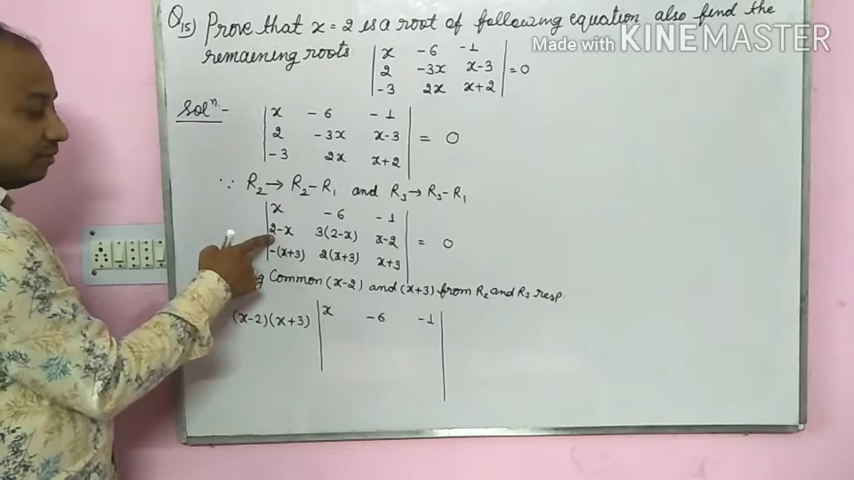 Q15) Prove that x = 2 is a root of following equation also find the
remaining roots | x -6 -1 |
| 2 -3x x-3 | = 0
| -3 2x x+2 |
Made with KINEMASTER
Solⁿ.-
| x -6 -1 |
| 2 -3x x-3 | = 0
| -3 2x x+2 |
∵ R₂ → R₂-R₁ and R₃ → R₃-R₁
| x -6 -1 |
| 2-x 3(2-x) x-2 | = 0
| -(x+3) 2(x+3) x+3 |
Common (x-2) and (x+3) from R₂ and R₃ resp.
(x-2)(x+3) | x -6 -1 |